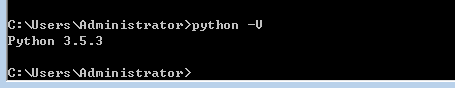 C:\Users\Administrator>python -V
Python 3.5.3
C:\Users\Administrator>